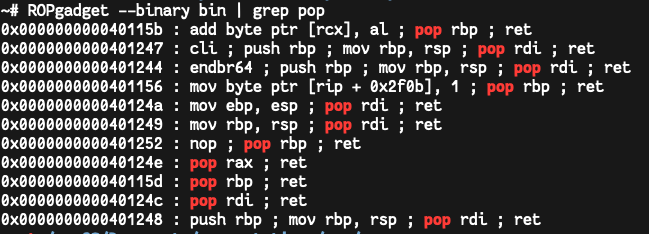 ~# ROPgadget --binary bin | grep pop
0x000000000040115b : add byte ptr [rcx], al ; pop rbp ; ret
0x0000000000401247 : cli ; push rbp ; mov rbp, rsp ; pop rdi ; ret
0x0000000000401244 : endbr64 ; push rbp ; mov rbp, rsp ; pop rdi ; ret
0x0000000000401156 : mov byte ptr [rip + 0x2f0b], 1 ; pop rbp ; ret
0x000000000040124a : mov ebp, esp ; pop rdi ; ret
0x0000000000401249 : mov rbp, rsp ; pop rdi ; ret
0x0000000000401252 : nop ; pop rbp ; ret
0x000000000040124e : pop rax ; ret
0x000000000040115d : pop rbp ; ret
0x000000000040124c : pop rdi ; ret
0x0000000000401248 : push rbp ; mov rbp, rsp ; pop rdi ; ret